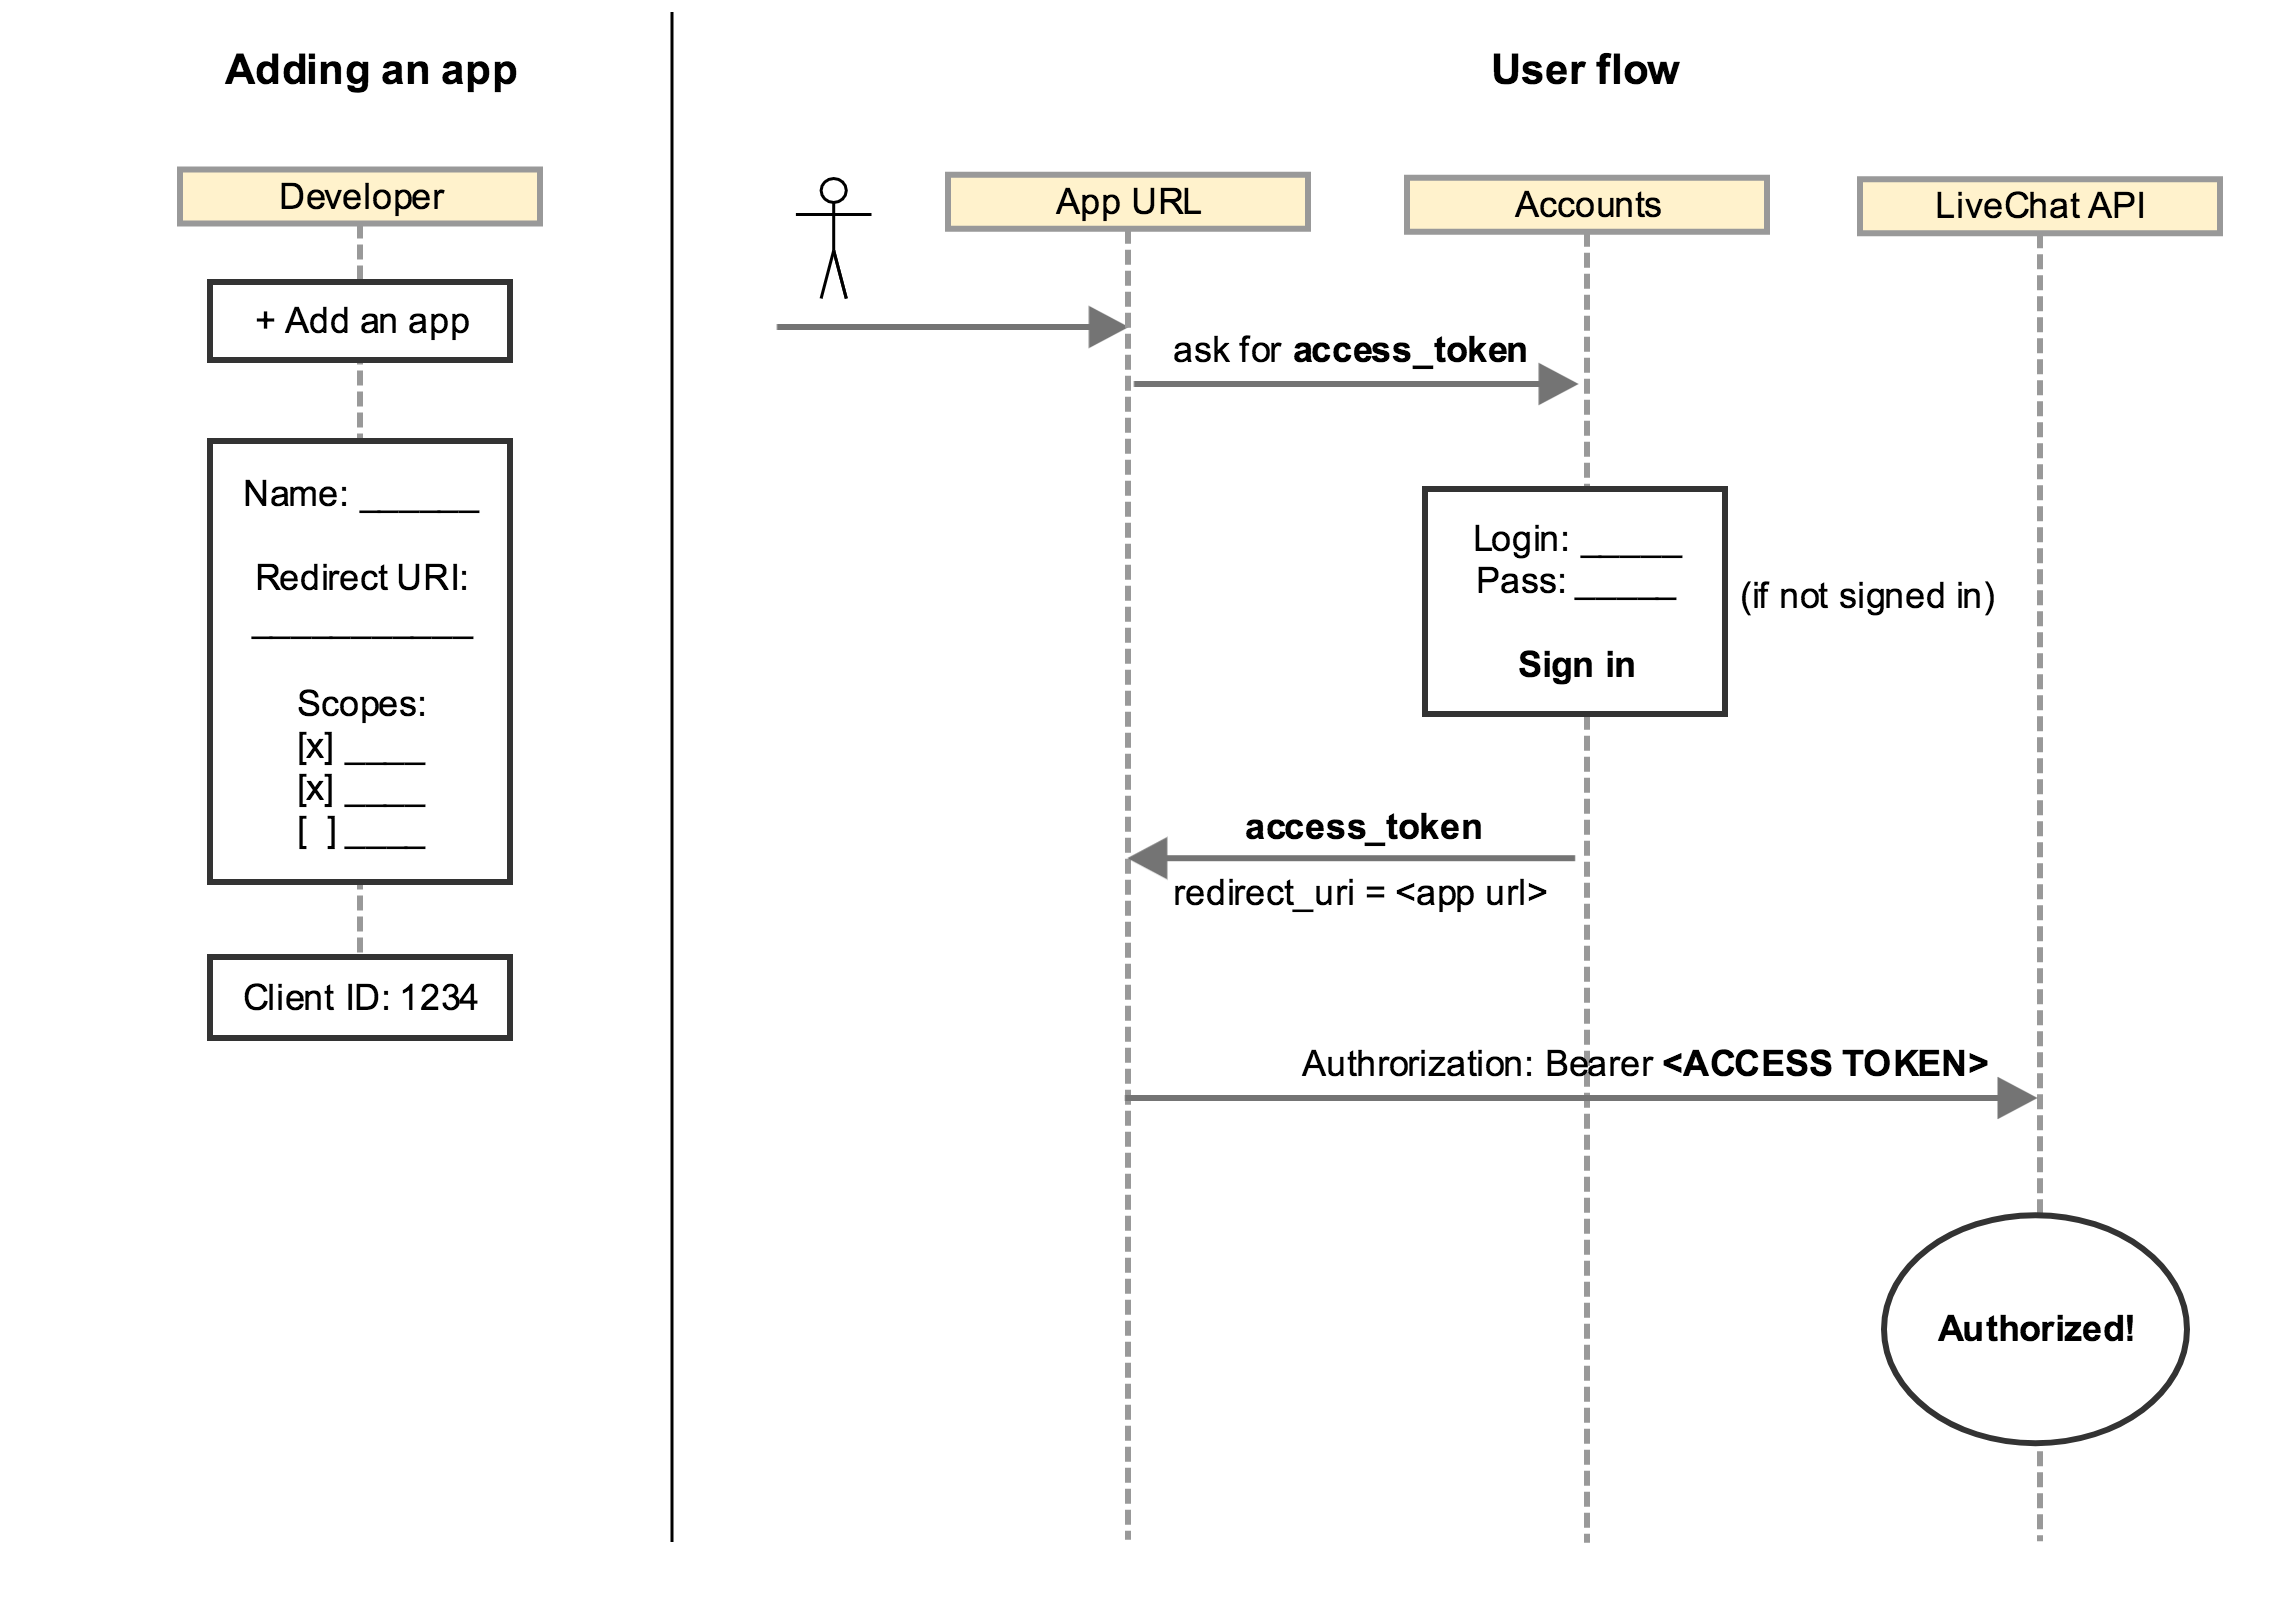 Adding an app
Developer
+ Add an app
Name: ______
Redirect URI:
___________
Scopes:
[x] ____
[x] ____
[ ] ____
Client ID: 1234
User flow
App URL
Accounts
LiveChat API
ask for access_token
Login: _____
Pass: _____
Sign in
(if not signed in)
access_token
redirect_uri = <app url>
Authrorization: Bearer <ACCESS TOKEN>
Authorized!